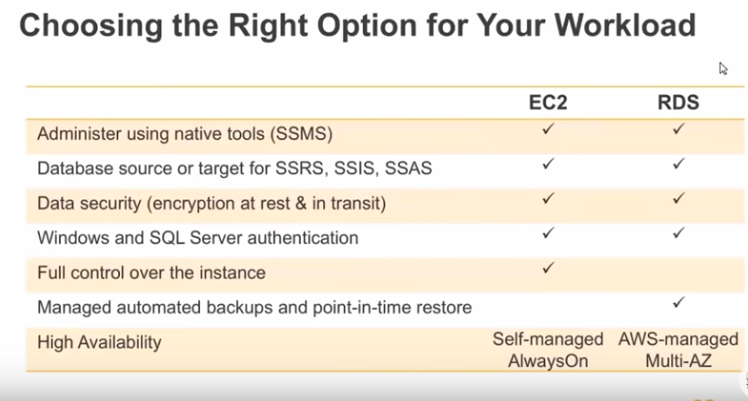 Choosing the Right Option for Your Workload
EC2 RDS
Administer using native tools (SSMS) ✓ ✓
Database source or target for SSRS, SSIS, SSAS ✓ ✓
Data security (encryption at rest & in transit) ✓ ✓
Windows and SQL Server authentication ✓ ✓
Full control over the instance ✓
Managed automated backups and point-in-time restore ✓
High Availability Self-managed AWS-managed
AlwaysOn Multi-AZ